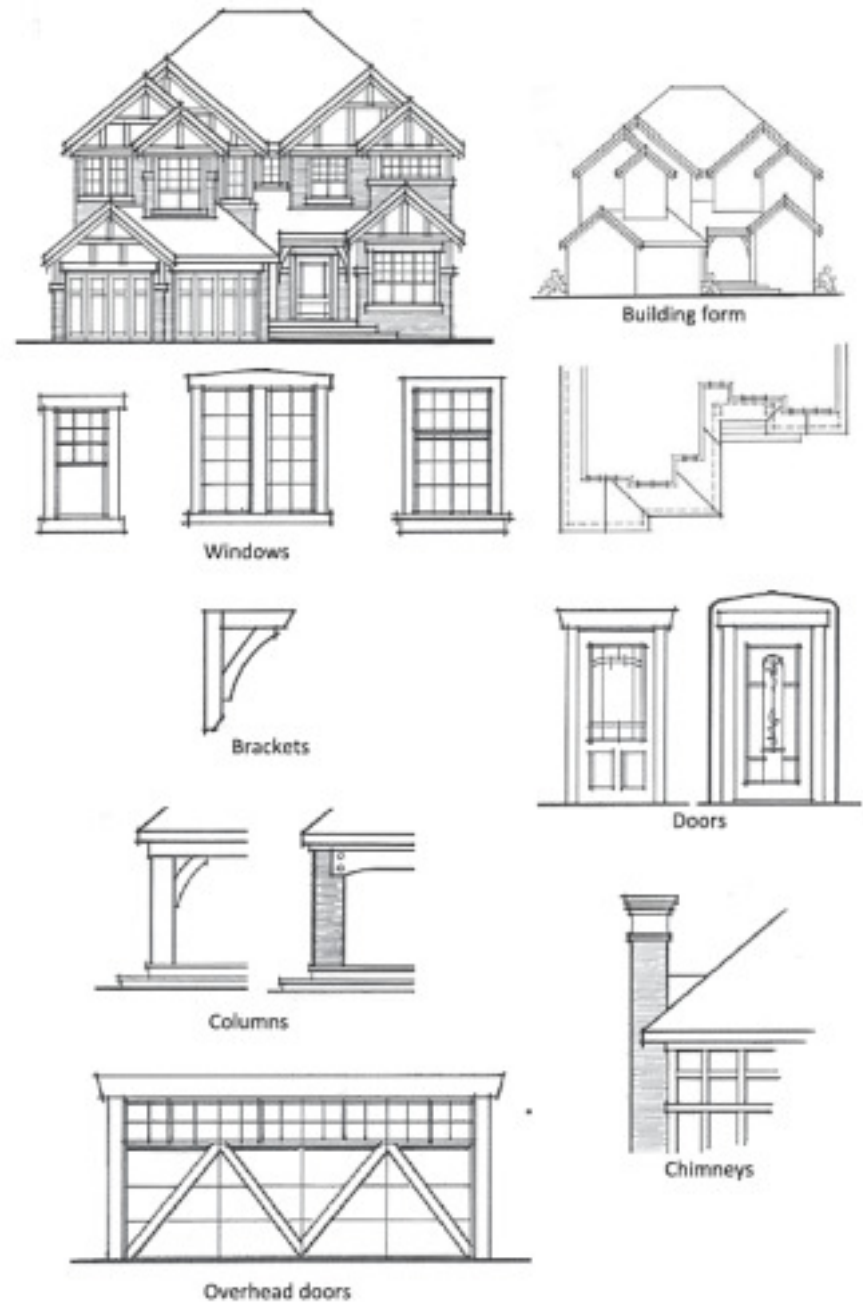 Building form
Windows
Brackets
Doors
Columns
Chimneys
Overhead doors